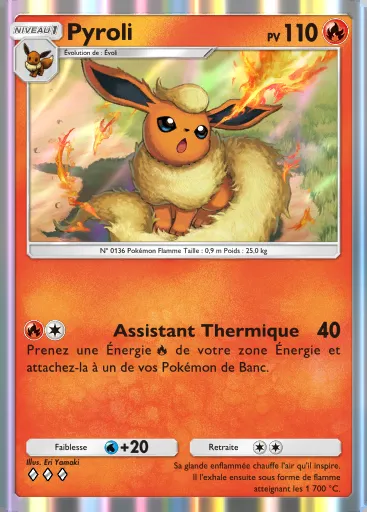 NIVEAU 1
Pyroli
PV 110
Évolution de : Évoli
N° 0136 Pokémon Flamme Taille : 0,9 m Poids : 25,0 kg
Assistant Thermique 40
Prenez une Énergie de votre zone Énergie et
attachez-la à un de vos Pokémon de Banc.
Faiblesse +20
Retraite
Illus. Eri Yamaki
Sa glande enflammée chauffe l'air qu'il inspire.
Il l'exhale ensuite sous forme de flamme
atteignant les 1 700 °C.